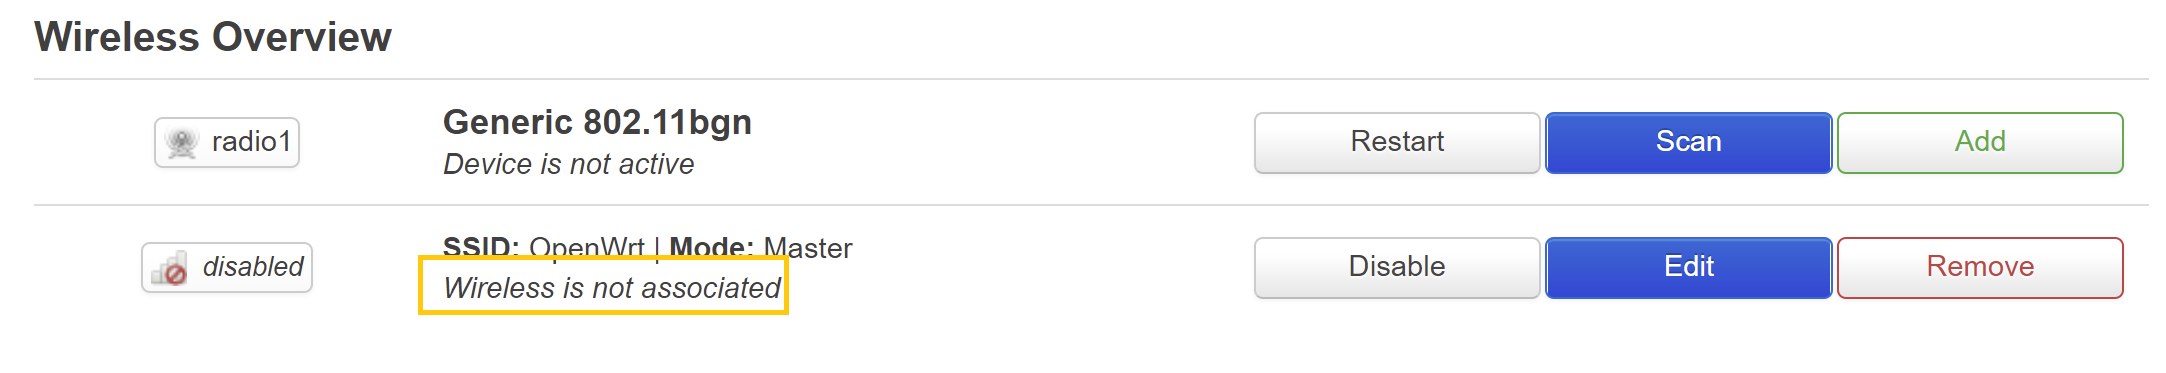 Wireless Overview
radio1
Generic 802.11bgn
Device is not active
Restart
Scan
Add
disabled
SSID: OpenWrt | Mode: Master
Wireless is not associated
Disable
Edit
Remove